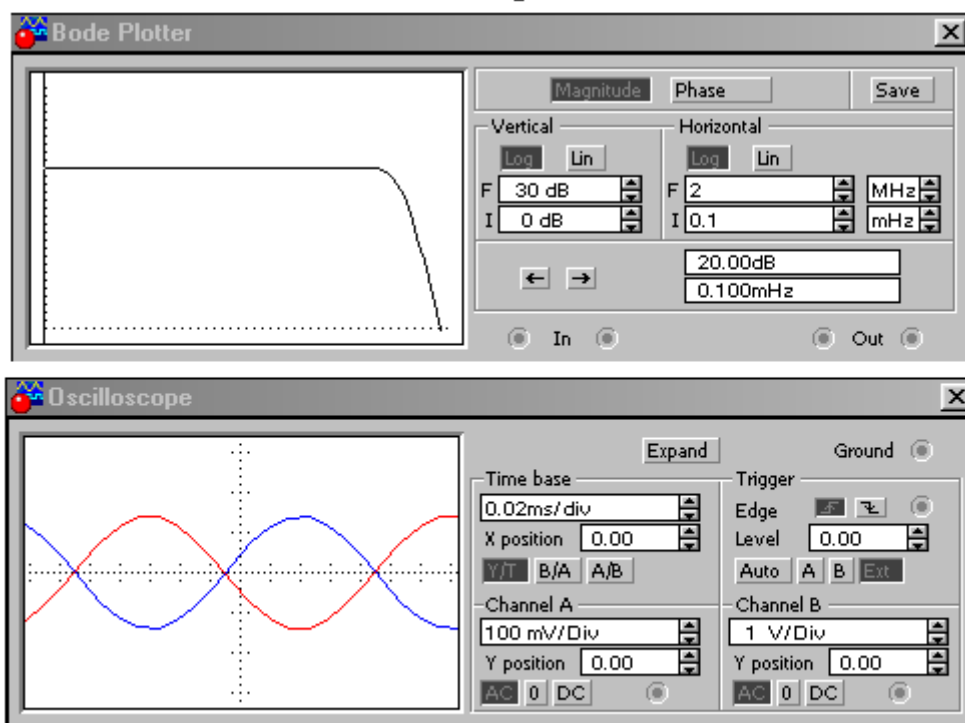 Bode Plotter
Magnitude Phase Save
Vertical Horizontal
Log Lin Log Lin
F 30 dB F 2 MHz
I 0 dB I 0.1 mHz
20.00dB
0.100mHz
In Out
Oscilloscope
Expand Ground
Time base Trigger
0.02ms/div Edge
X position 0.00 Level 0.00
Y/T B/A A/B Auto A B Ext
Channel A Channel B
100 mV/Div 1 V/Div
Y position 0.00 Y position 0.00
AC 0 DC AC 0 DC